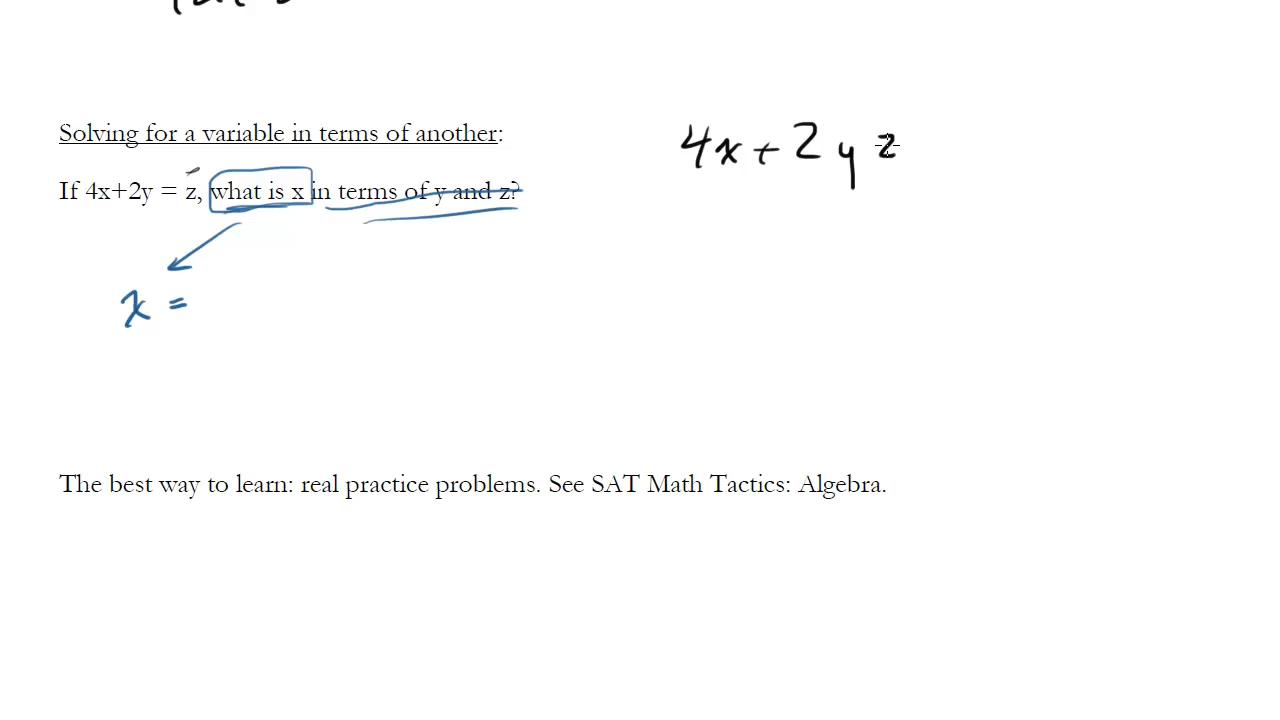 Solving for a variable in terms of another:
4x + 2y z
If 4x+2y = z, what is x in terms of y and z?
x =
The best way to learn: real practice problems. See SAT Math Tactics: Algebra.